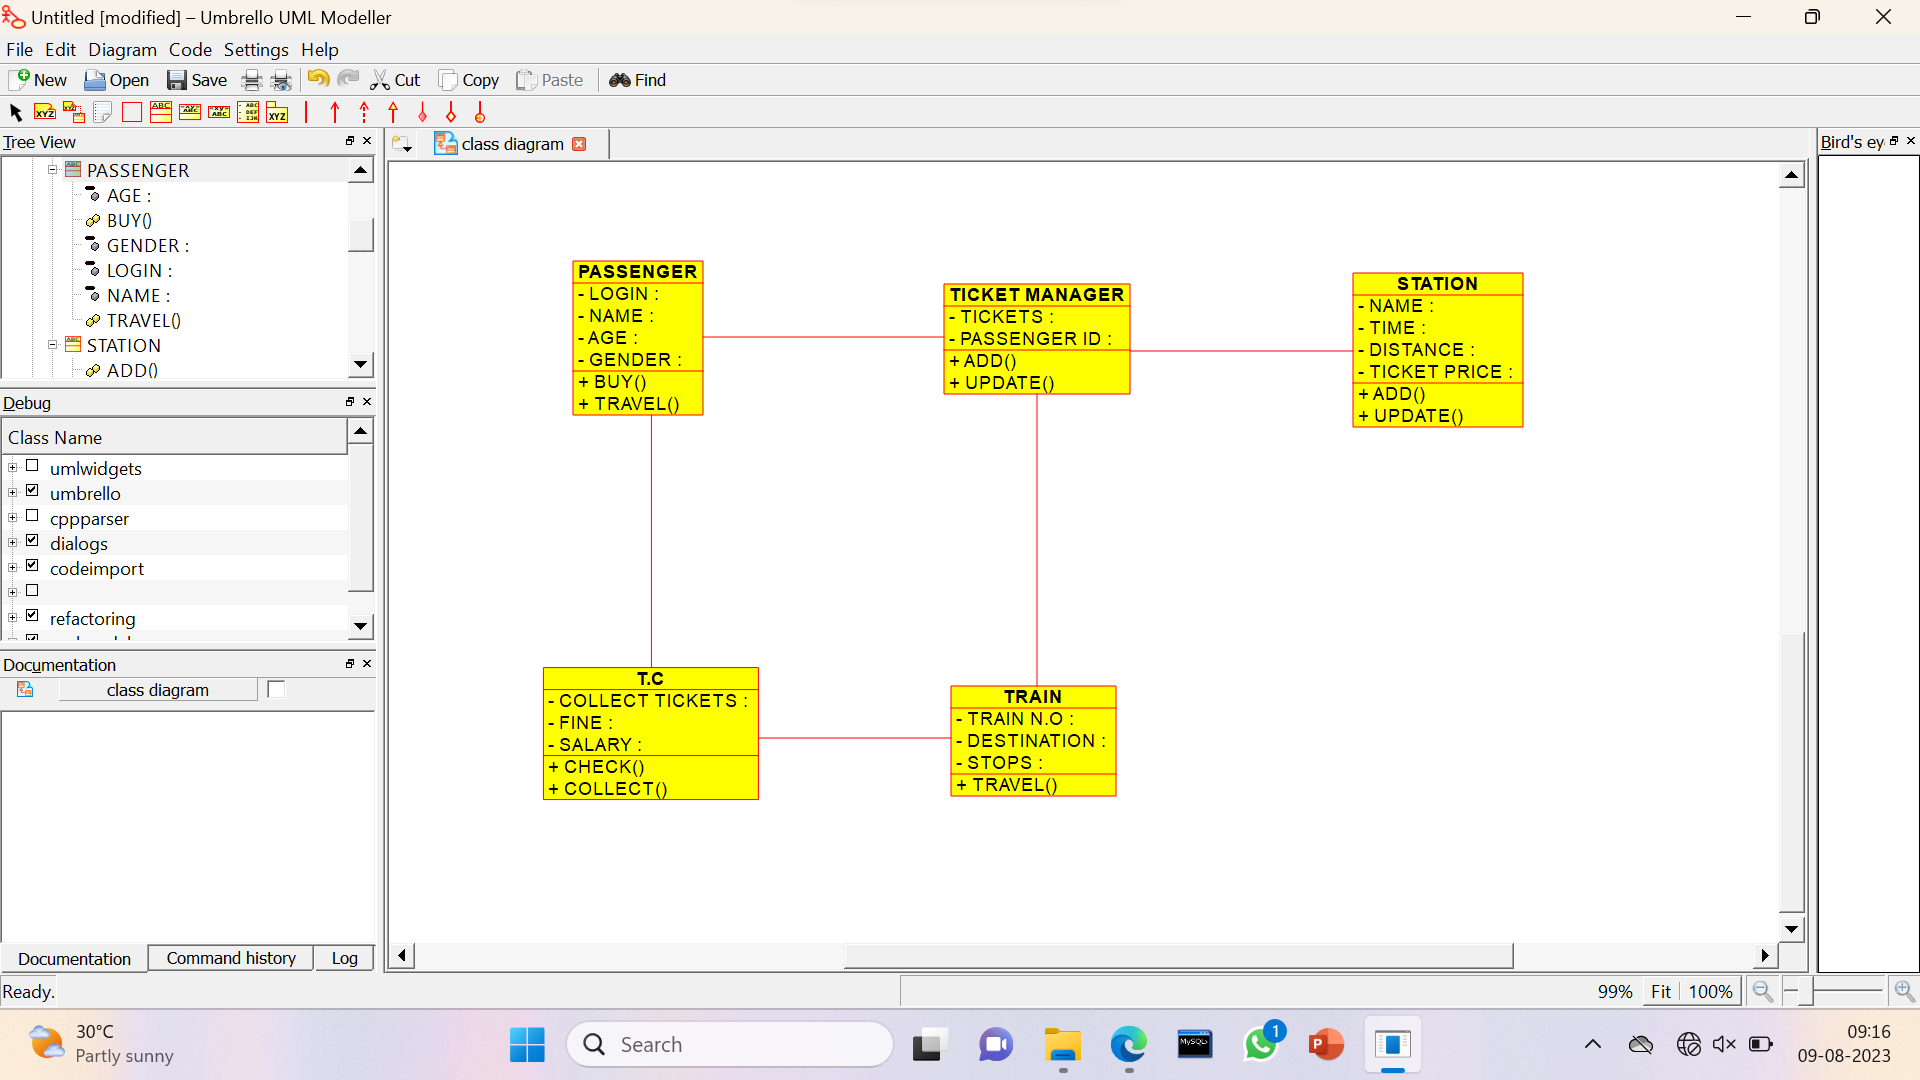 Untitled [modified] – Umbrello UML Modeller
File Edit Diagram Code Settings Help
New Open Save Cut Copy Paste Find
Tree View
PASSENGER
AGE :
BUY()
GENDER :
LOGIN :
NAME :
TRAVEL()
STATION
ADD()
Debug
Class Name
umlwidgets
umbrello
cppparser
dialogs
codeimport
refactoring
Documentation
class diagram
Documentation Command history Log
class diagram
PASSENGER
- LOGIN :
- NAME :
- AGE :
- GENDER :
+ BUY()
+ TRAVEL()
TICKET MANAGER
- TICKETS :
- PASSENGER ID :
+ ADD()
+ UPDATE()
STATION
- NAME :
- TIME :
- DISTANCE :
- TICKET PRICE :
+ ADD()
+ UPDATE()
T.C
- COLLECT TICKETS :
- FINE :
- SALARY :
+ CHECK()
+ COLLECT()
TRAIN
- TRAIN N.O :
- DESTINATION :
- STOPS :
+ TRAVEL()
Bird's ey
Ready.
99% Fit 100%
30°C
Partly sunny
Search
MySQL
1
P
09:16
09-08-2023